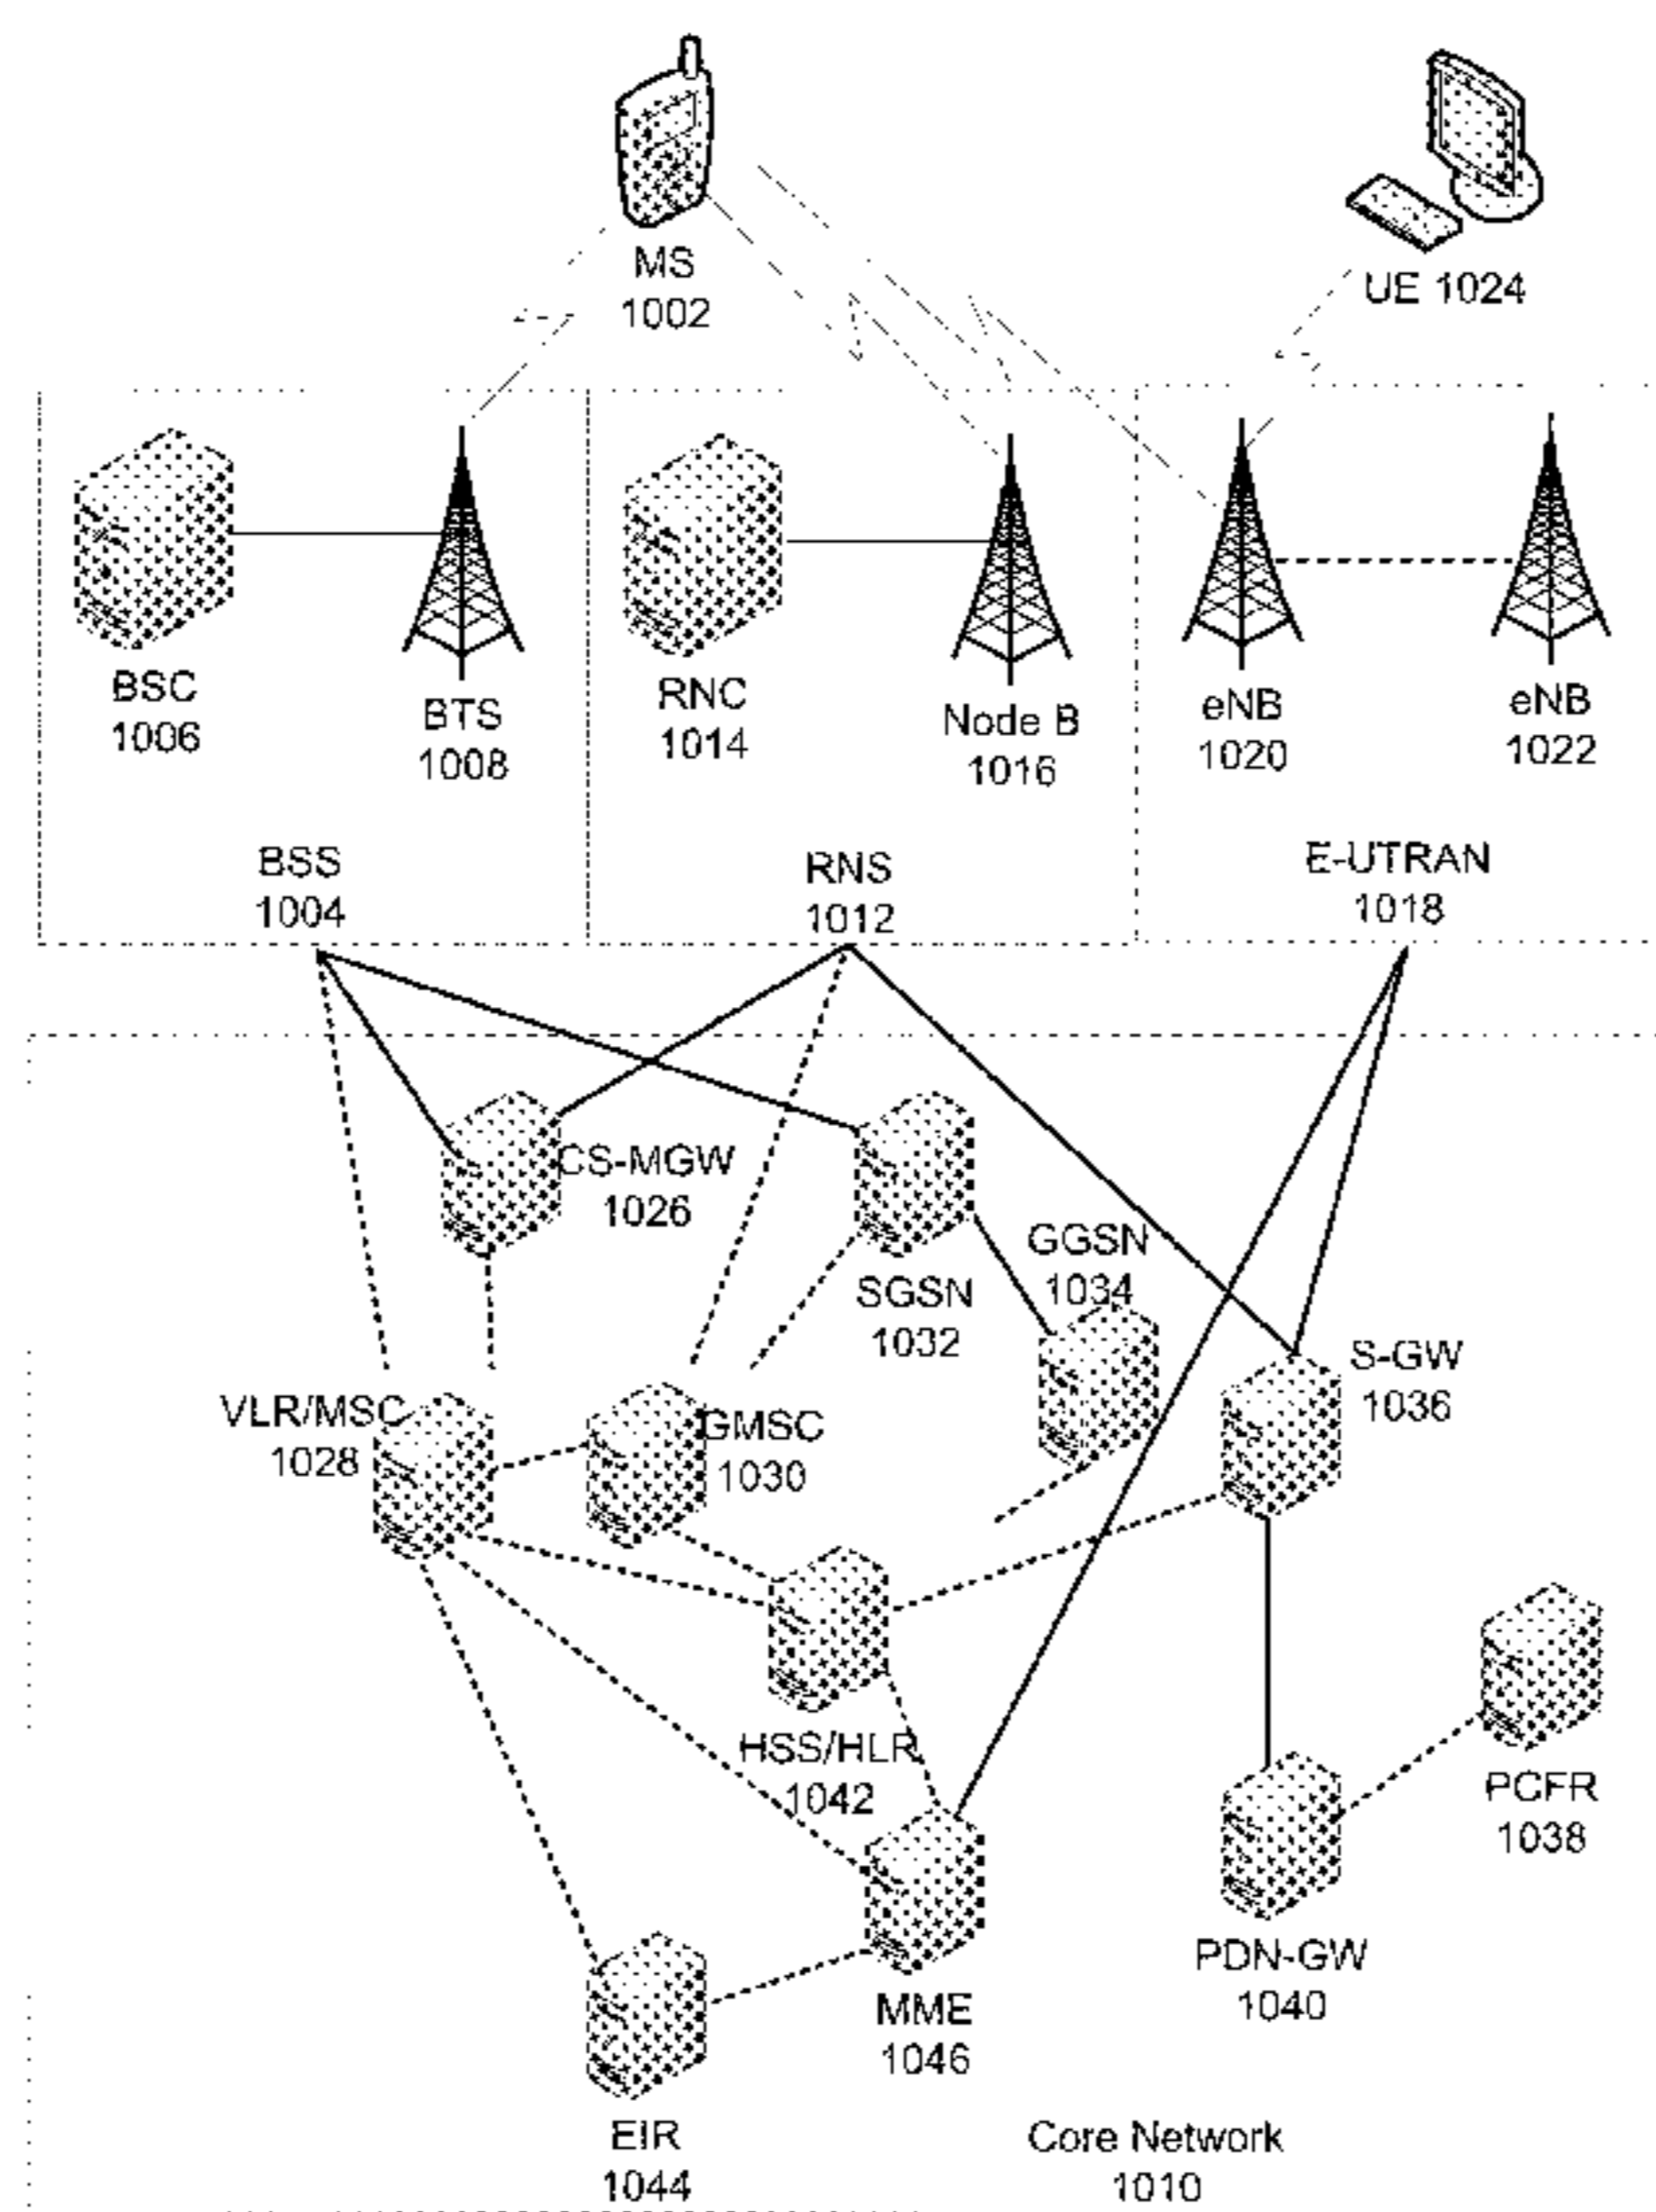 MS
1002
UE 1024
BSC
1006
BTS
1008
RNC
1014
Node B
1016
eNB
1020
eNB
1022
BSS
1004
RNS
1012
E-UTRAN
1018
CS-MGW
1026
SGSN
1032
GGSN
1034
S-GW
1036
VLR/MSC
1028
GMSC
1030
HSS/HLR
1042
PCFR
1038
PDN-GW
1040
MME
1046
EIR
1044
Core Network
1010